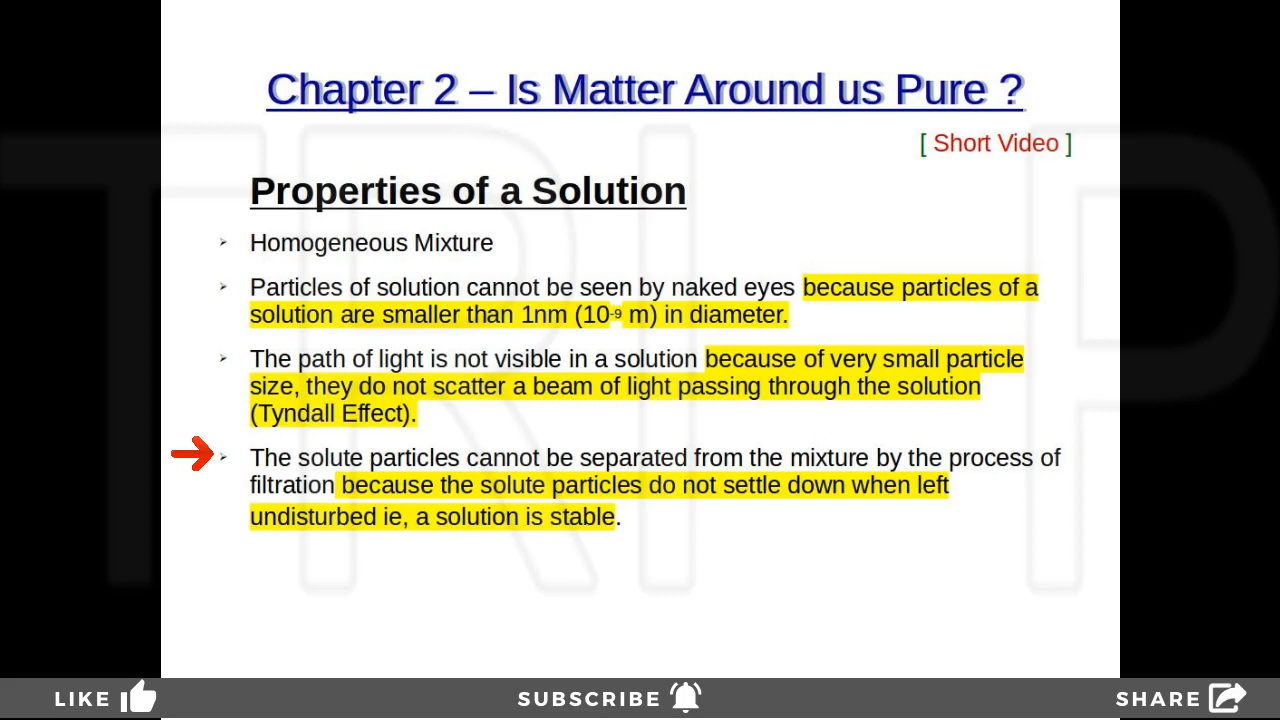 Chapter 2 – Is Matter Around us Pure ?
[ Short Video ]
Properties of a Solution
➢ Homogeneous Mixture
➢ Particles of solution cannot be seen by naked eyes because particles of a
solution are smaller than 1nm (10⁻⁹ m) in diameter.
➢ The path of light is not visible in a solution because of very small particle
size, they do not scatter a beam of light passing through the solution
(Tyndall Effect).
➢ The solute particles cannot be separated from the mixture by the process of
filtration because the solute particles do not settle down when left
undisturbed ie, a solution is stable.
LIKE SUBSCRIBE SHARE